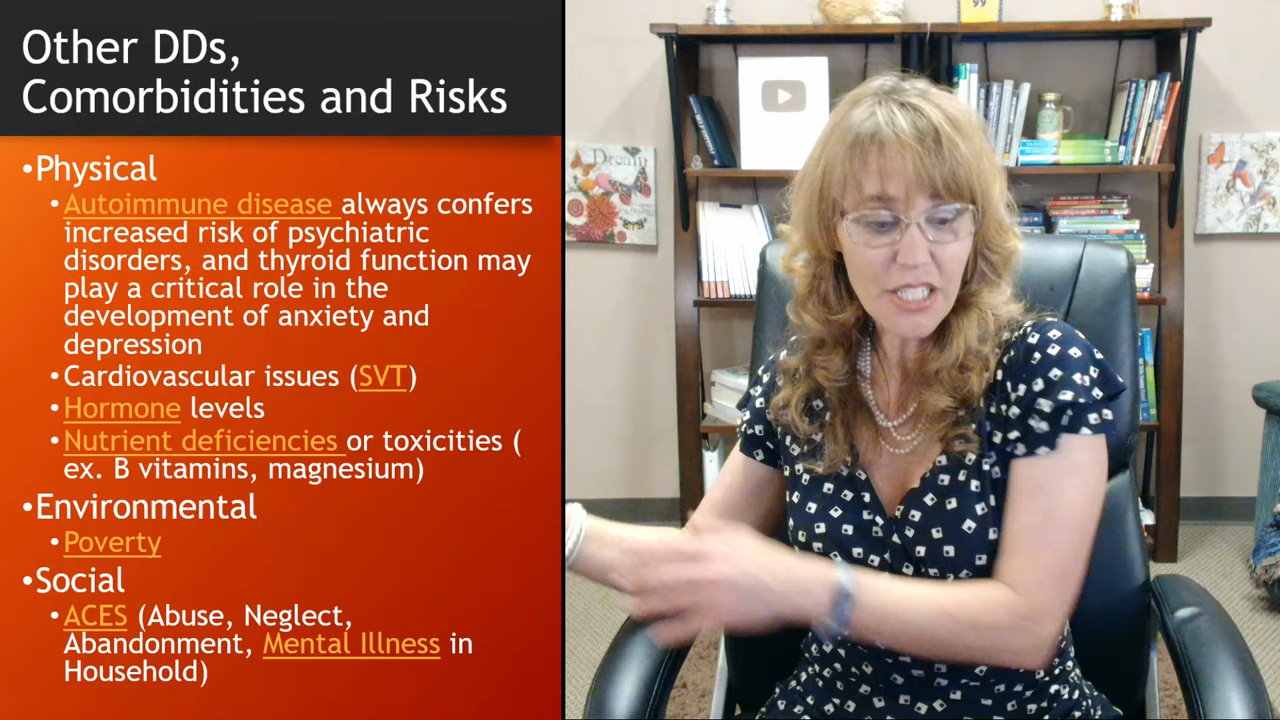 Other DDs,
Comorbidities and Risks
•Physical
•Autoimmune disease always confers
increased risk of psychiatric
disorders, and thyroid function may
play a critical role in the
development of anxiety and
depression
•Cardiovascular issues (SVT)
•Hormone levels
•Nutrient deficiencies or toxicities (
ex. B vitamins, magnesium)
•Environmental
•Poverty
•Social
•ACES (Abuse, Neglect,
Abandonment, Mental Illness in
Household)
99
Dream